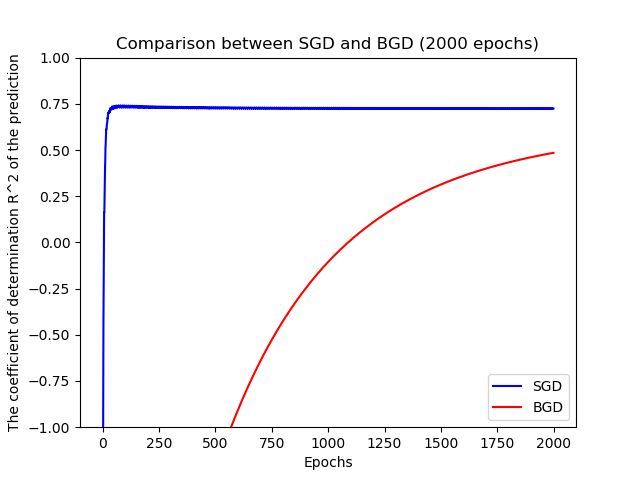 Comparison between SGD and BGD (2000 epochs)
The coefficient of determination R^2 of the prediction
1.00
0.75
0.50
0.25
0.00
−0.25
−0.50
−0.75
−1.00
0 250 500 750 1000 1250 1500 1750 2000
Epochs
SGD
BGD